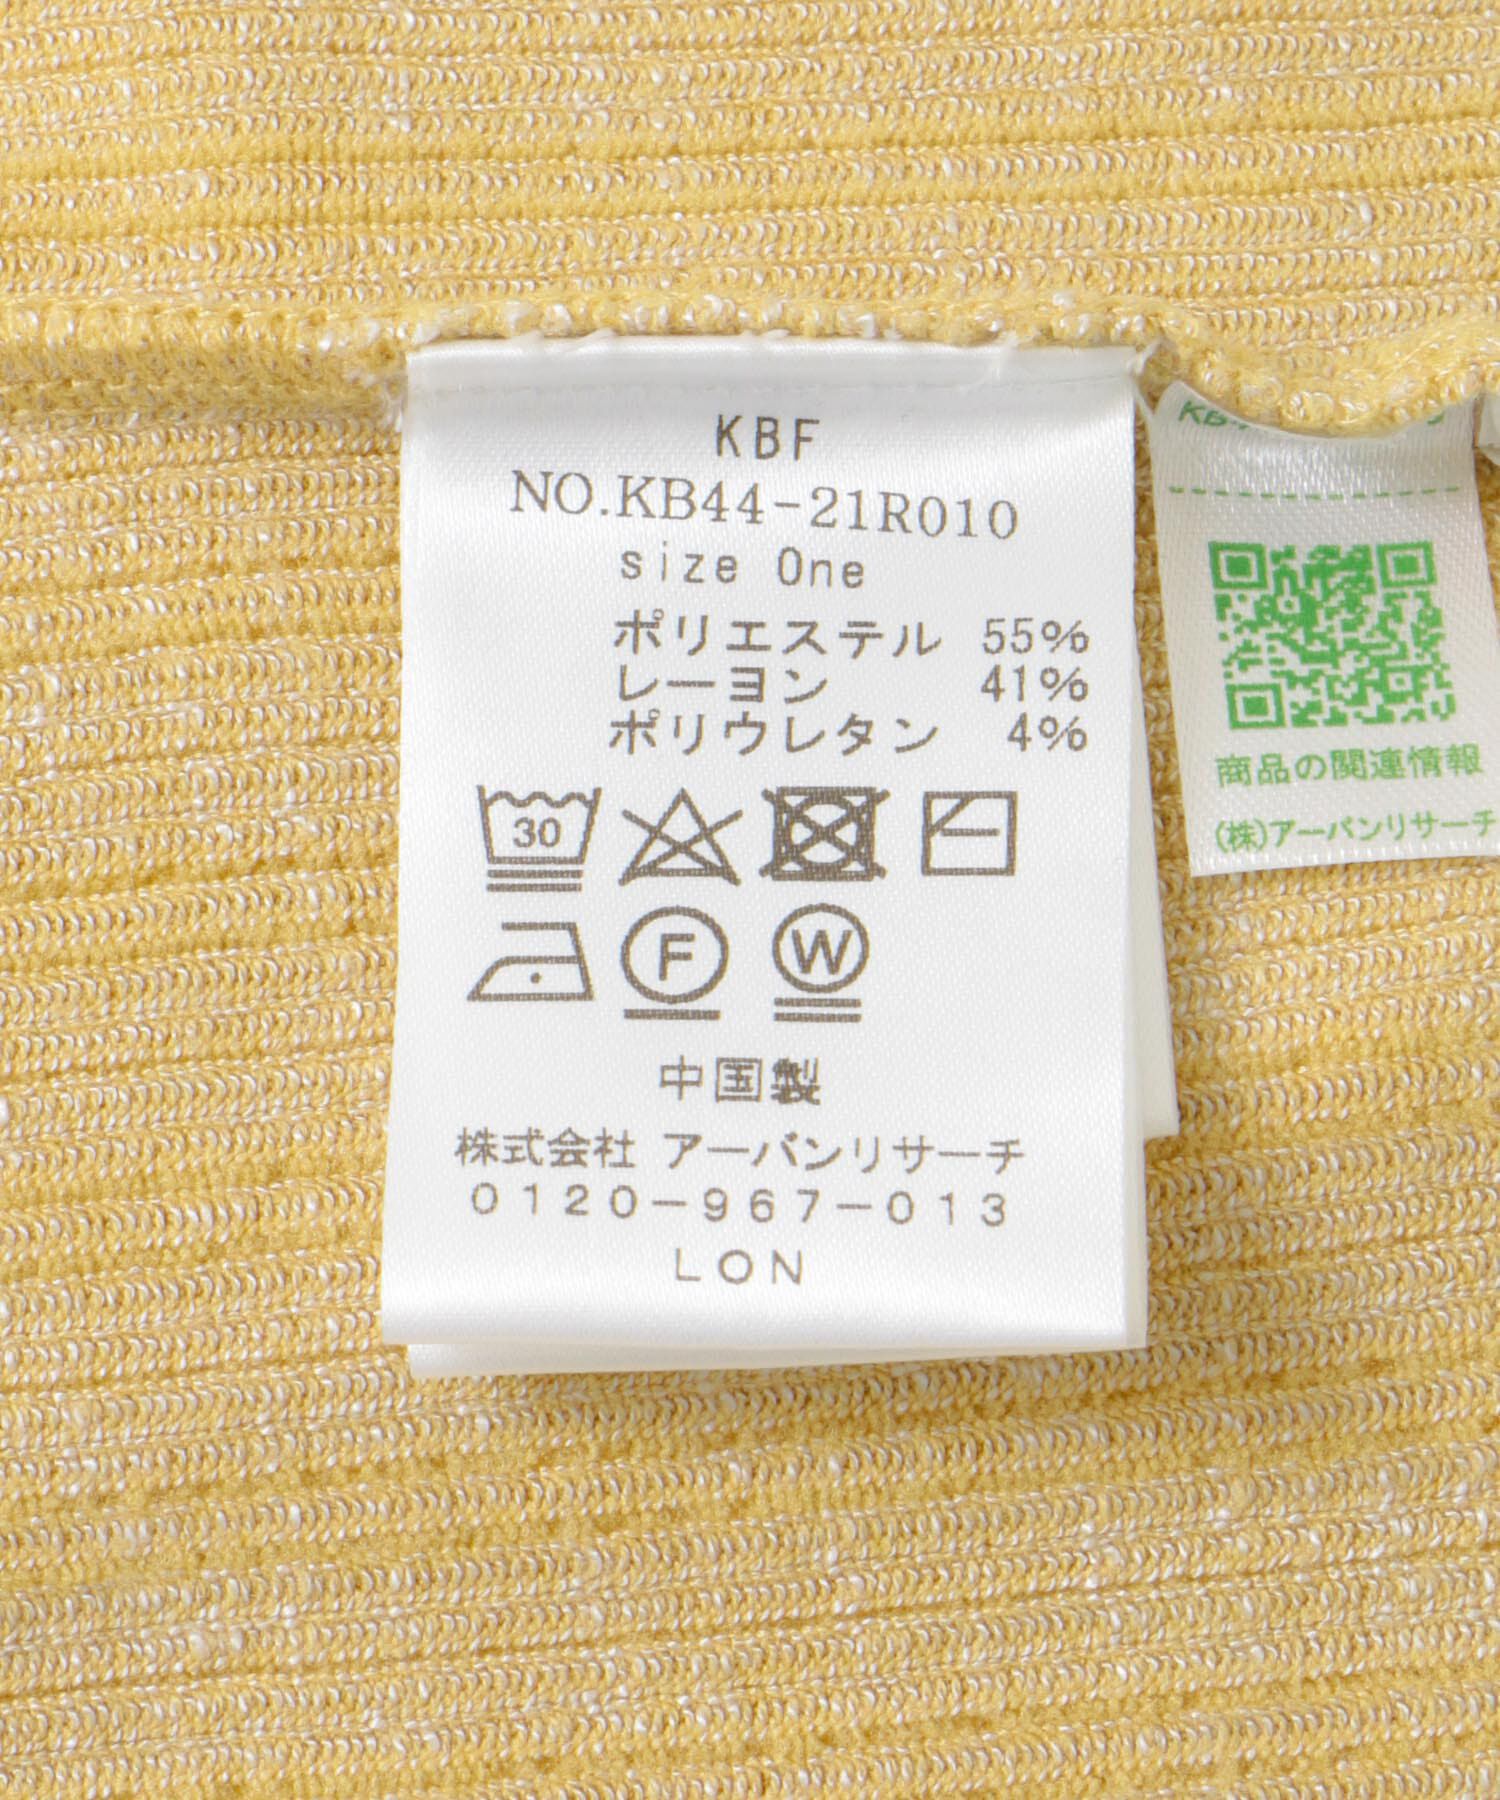 KBF
NO.KB44-21R010
size One
ポリエステル 55%
レーヨン 41%
ポリウレタン 4%
30
F
W
中国製
株式会社 アーバンリサーチ
0120-967-013
LON
商品の関連情報
(株)アーバンリサーチ